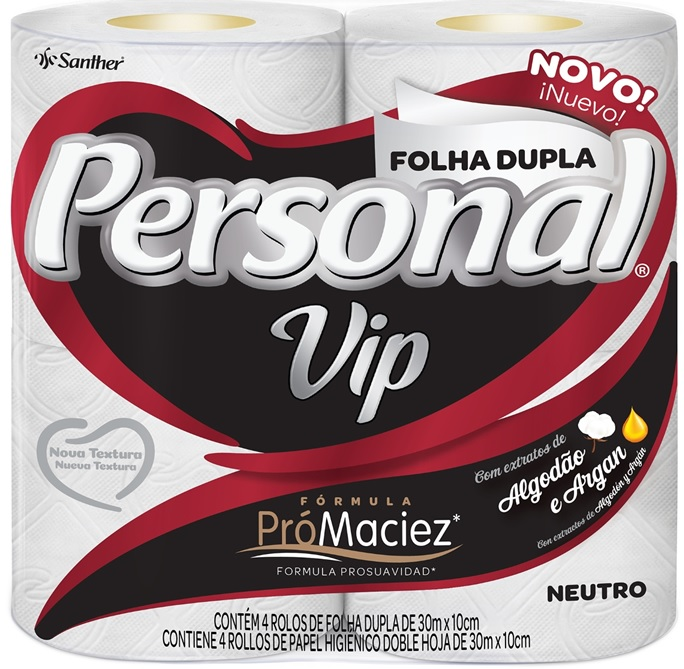 Santher
NOVO!
¡Nuevo!
FOLHA DUPLA
Personal®
Vip
Nova Textura
Nueva Textura
Com extratos de
Algodão
e Argan
Con extractos de Algodón y Argán
FÓRMULA
PróMaciez*
FORMULA PROSUAVIDAD*
NEUTRO
CONTÉM 4 ROLOS DE FOLHA DUPLA DE 30m x 10cm
CONTIENE 4 ROLLOS DE PAPEL HIGIÉNICO DOBLE HOJA DE 30m x 10cm